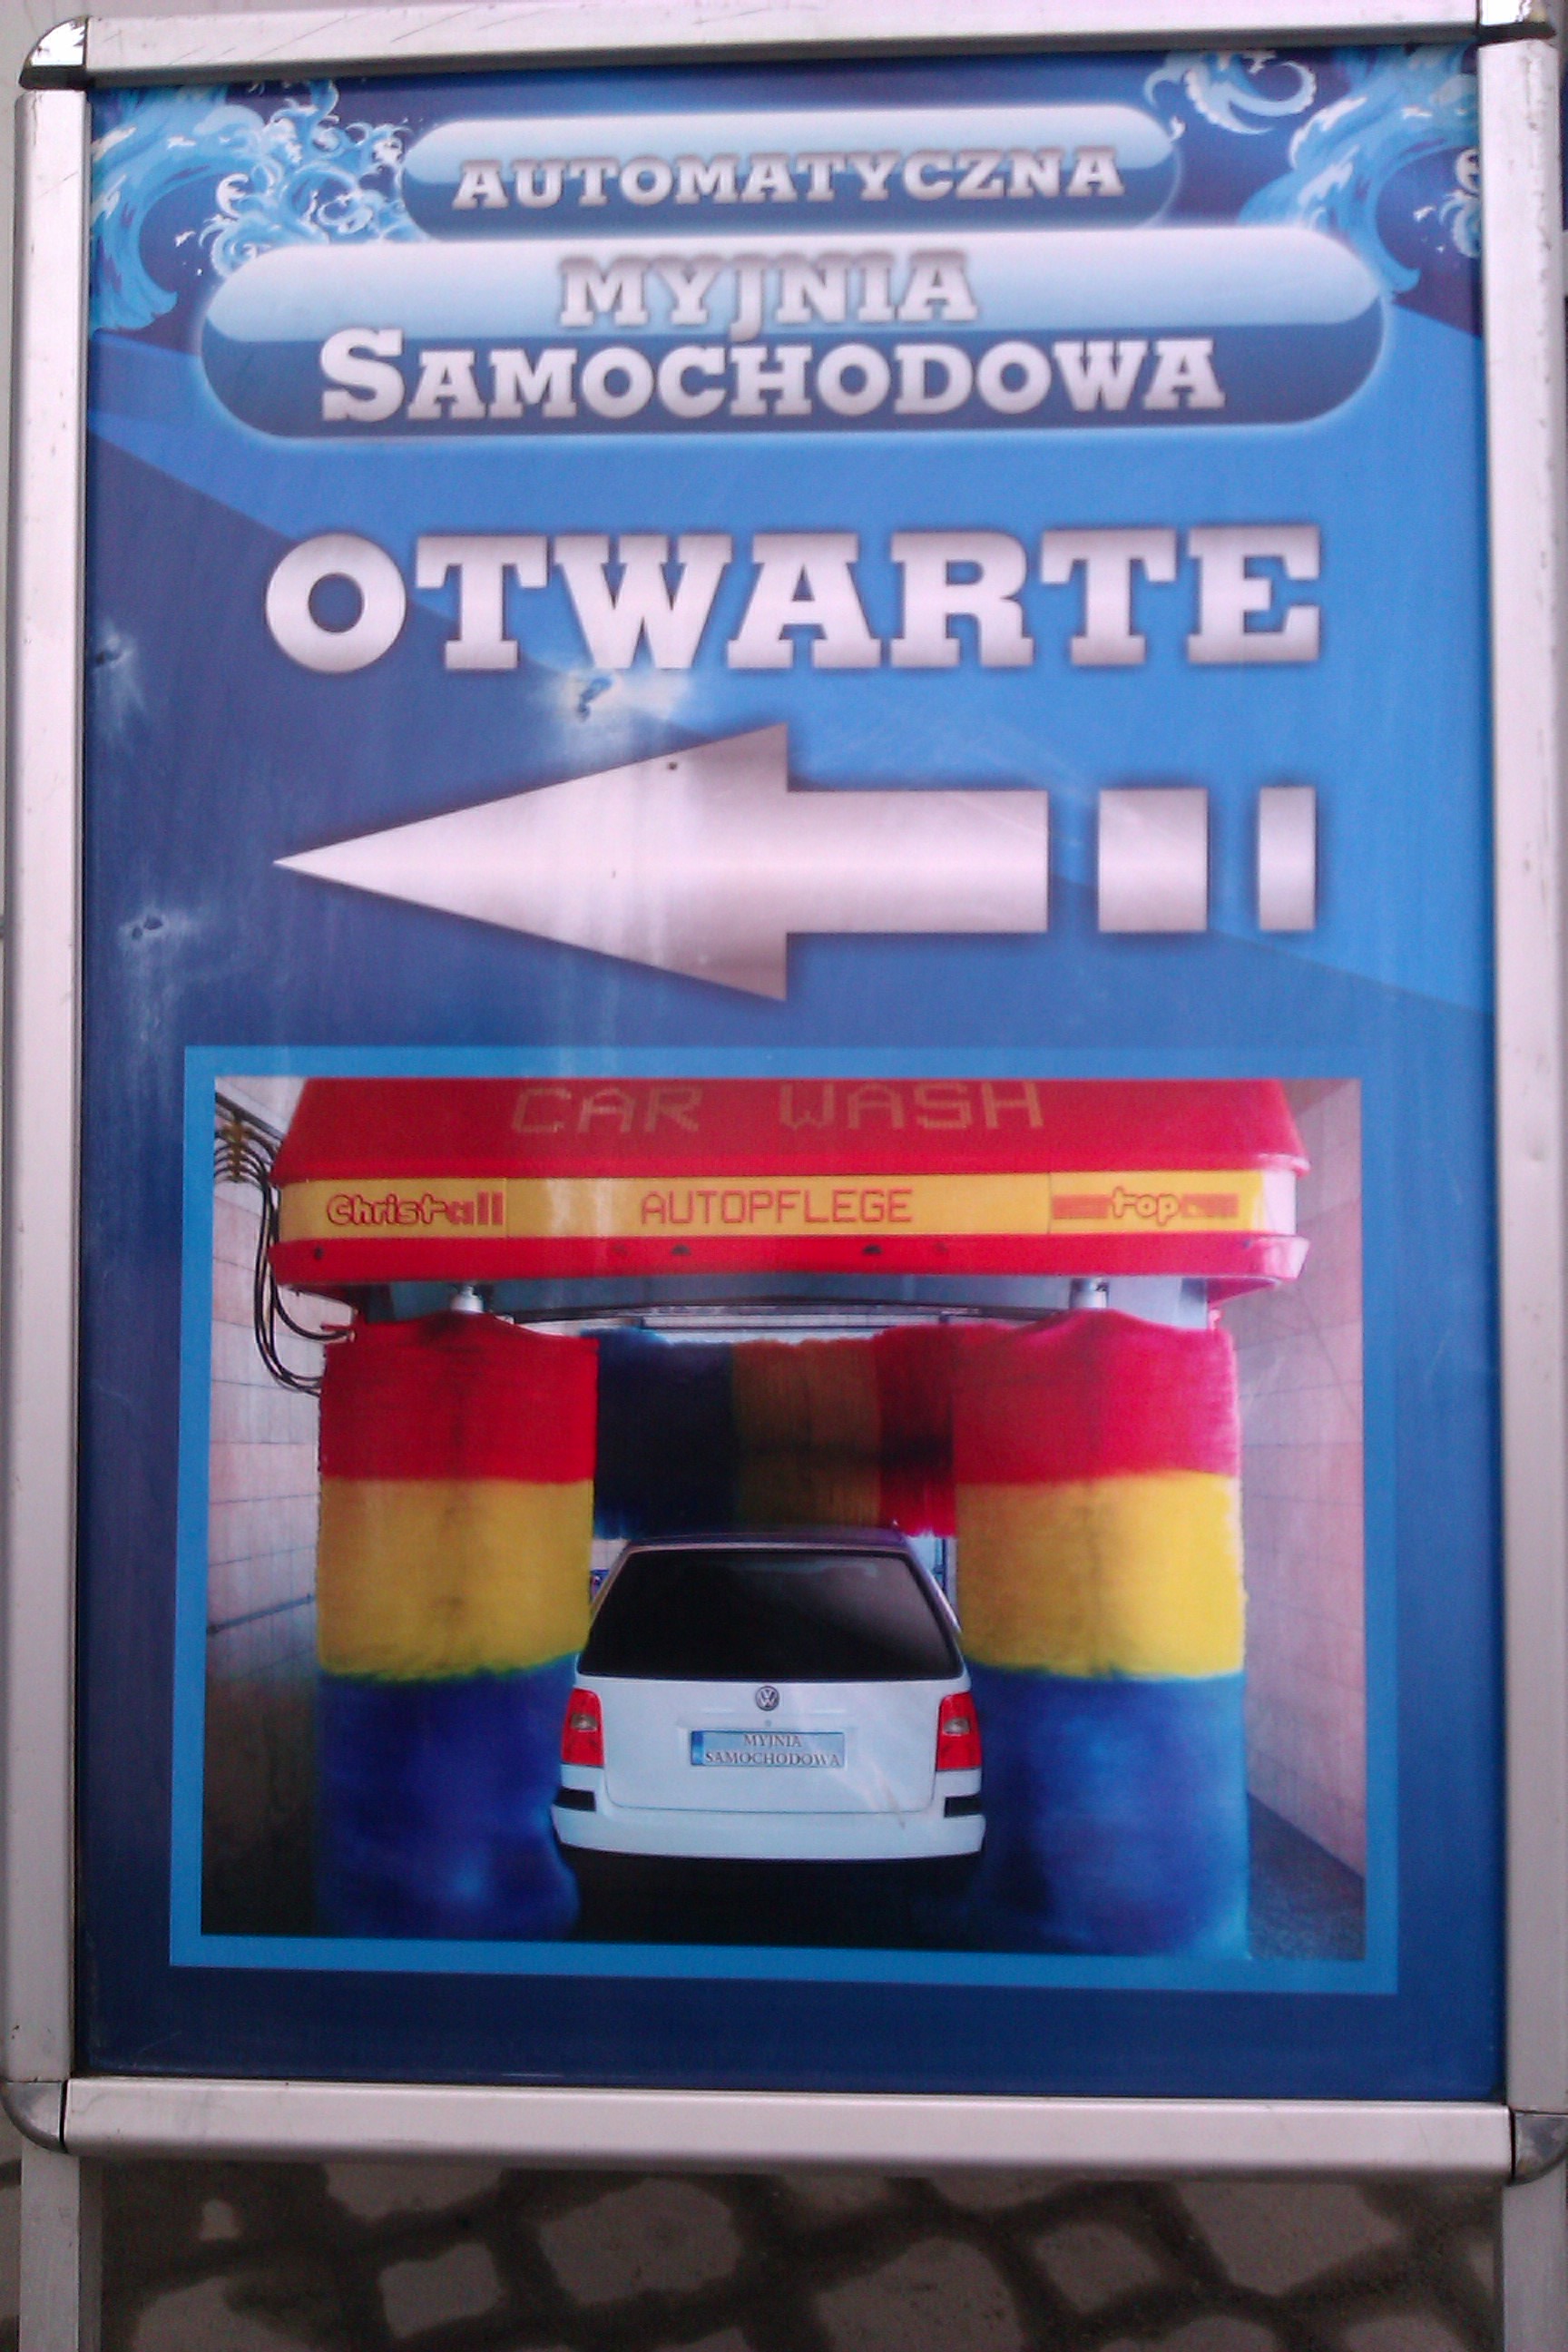 AUTOMATYCZNA
MYJNIA
SAMOCHODOWA
OTWARTE
CAR WASH
Christall AUTOPFLEGE top
MYJNIA
SAMOCHODOWA